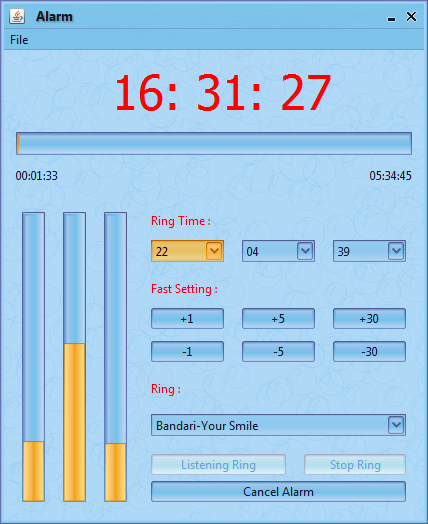 Alarm
File
16: 31: 27
00:01:33 05:34:45
Ring Time :
22 04 39
Fast Setting :
+1 +5 +30
-1 -5 -30
Ring :
Bandari-Your Smile
Listening Ring Stop Ring
Cancel Alarm